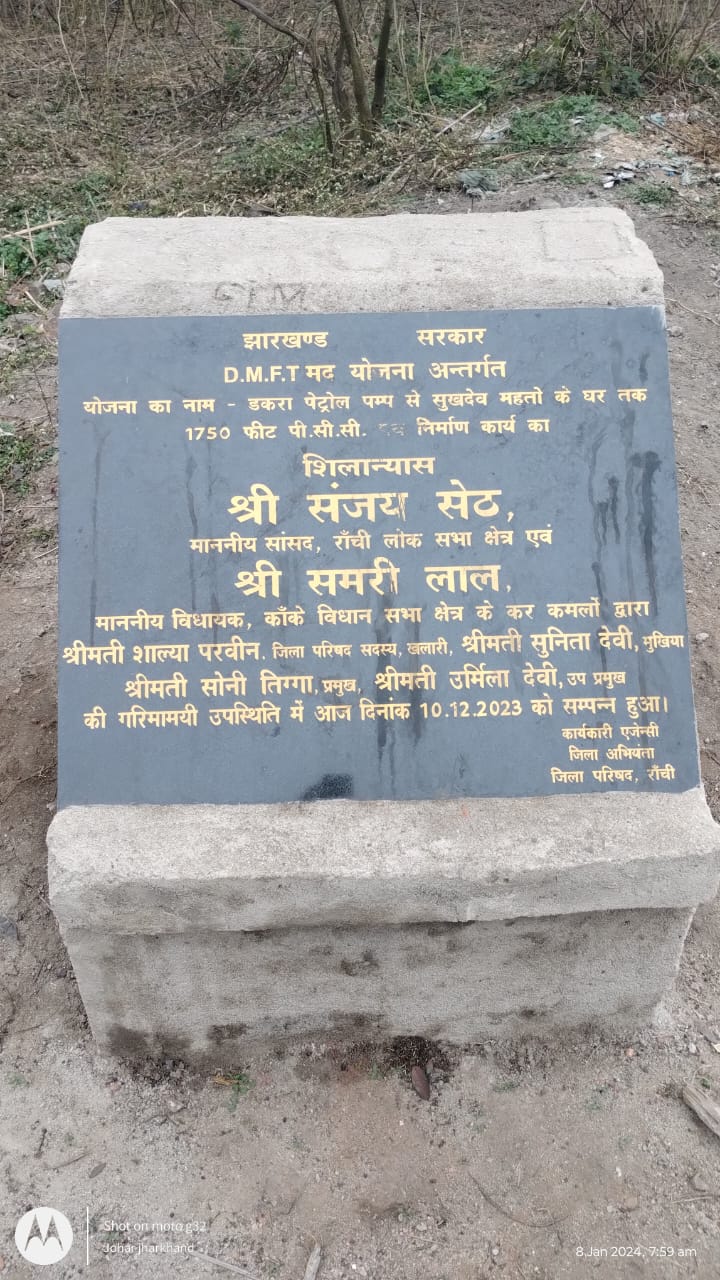 GTM
झारखण्ड सरकार
D.M.F.T मद योजना अन्तर्गत
योजना का नाम - डकरा पेट्रोल पम्प से सुखदेव महतो के घर तक
1750 फीट पी.सी.सी. निर्माण कार्य का
शिलान्यास
श्री संजय सेठ,
माननीय सांसद, राँची लोक सभा क्षेत्र एवं
श्री समरी लाल,
माननीय विधायक, काँके विधान सभा क्षेत्र के कर कमलों द्वारा
श्रीमती शाल्या परवीन, जिला परिषद सदस्य, खलारी, श्रीमती सुनिता देवी, मुखिया
श्रीमती सोनी तिग्गा, प्रमुख, श्रीमती उर्मिला देवी, उप प्रमुख
की गरिमामयी उपस्थिति में आज दिनांक 10.12.2023 को सम्पन्न हुआ।
कार्यकारी एजेन्सी
जिला अभियंता
जिला परिषद, राँची
Shot on moto g32
Johar jharkhand
8 Jan 2024, 7:59 am